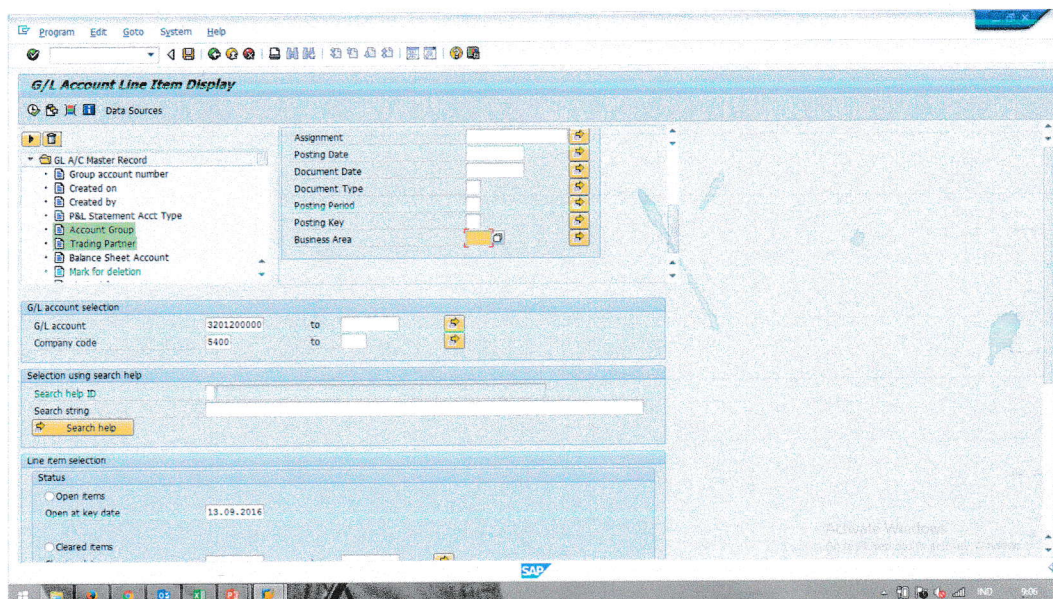 Program Edit Goto System Help
G/L Account Line Item Display
Data Sources
GL A/C Master Record
Group account number
Created on
Created by
P&L Statement Acct Type
Account Group
Trading Partner
Balance Sheet Account
Mark for deletion
Assignment
Posting Date
Document Date
Document Type
Posting Period
Posting Key
Business Area
G/L account selection
G/L account 3201200000 to
Company code 5400 to
Selection using search help
Search help ID
Search string
Search help
Line item selection
Status
Open items
Open at key date 13.09.2016
Cleared items
Activate Windows
SAP
IND 9:06